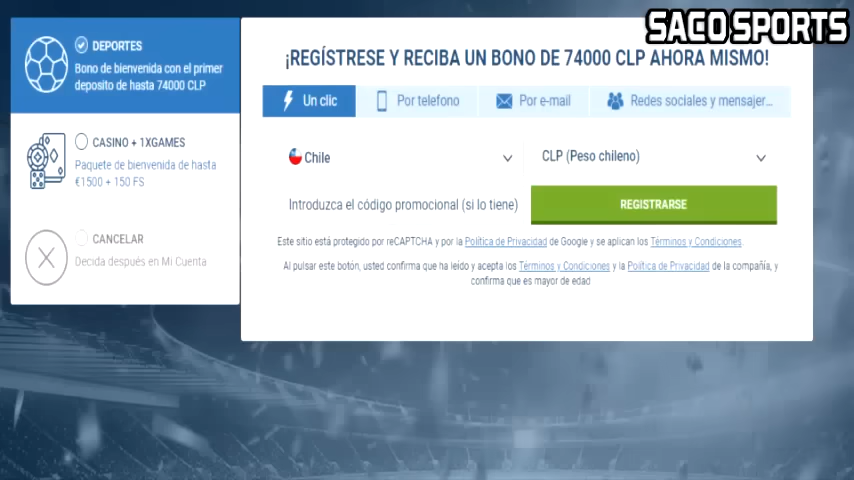 SACO SPORTS
DEPORTES
Bono de bienvenida con el primer
deposito de hasta 74000 CLP
CASINO + 1XGAMES
Paquete de bienvenida de hasta
€1500 + 150 FS
CANCELAR
Decida después en Mi Cuenta
¡REGÍSTRESE Y RECIBA UN BONO DE 74000 CLP AHORA MISMO!
Un clic
Por telefono
Por e-mail
Redes sociales y mensajer...
Chile
CLP (Peso chileno)
Introduzca el código promocional (si lo tiene)
REGISTRARSE
Este sitio está protegido por reCAPTCHA y por la Política de Privacidad de Google y se aplican los Términos y Condiciones.
Al pulsar este botón, usted confirma que ha leído y acepta los Términos y Condiciones y la Política de Privacidad de la compañía, y
confirma que es mayor de edad